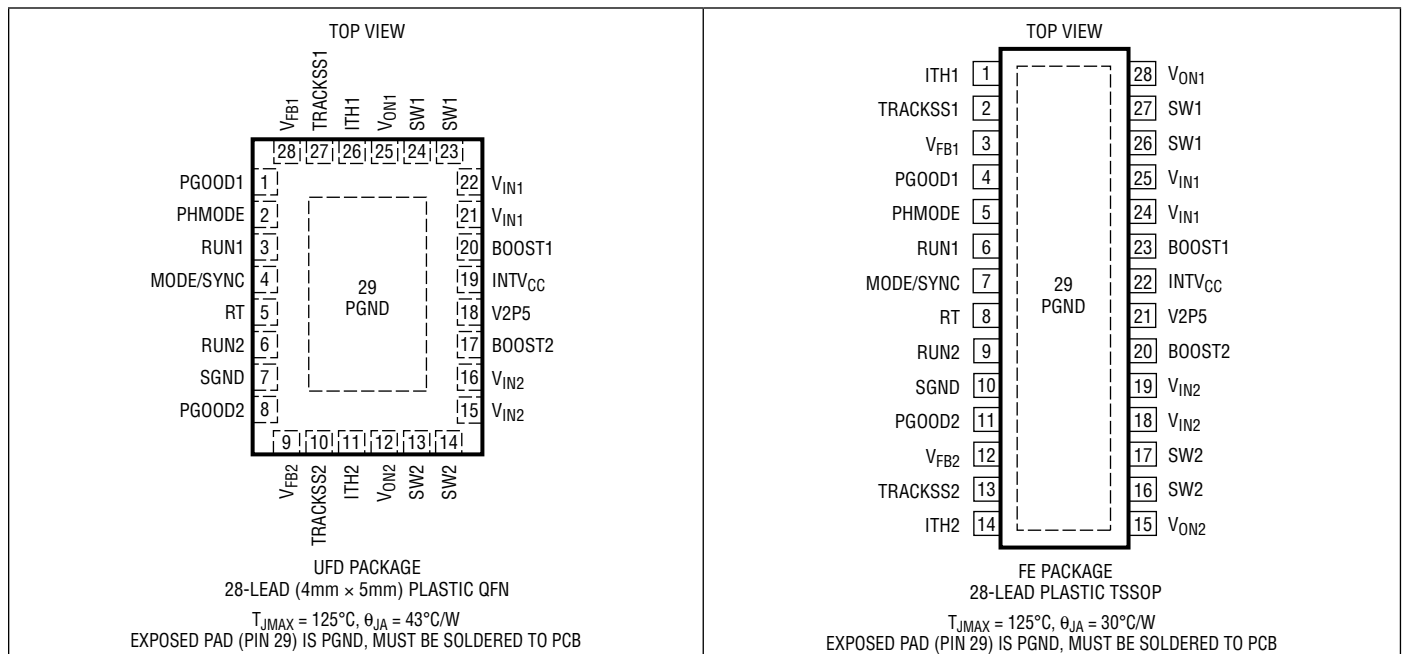 TOP VIEW
VFB1
TRACKSS1
ITH1
VON1
SW1
SW1
28 27 26 25 24 23
PGOOD1 1
PHMODE 2
RUN1 3
MODE/SYNC 4
RT 5
RUN2 6
SGND 7
PGOOD2 8
29
PGND
22 VIN1
21 VIN1
20 BOOST1
19 INTVCC
18 V2P5
17 BOOST2
16 VIN2
15 VIN2
9 10 11 12 13 14
VFB2
TRACKSS2
ITH2
VON2
SW2
SW2
UFD PACKAGE
28-LEAD (4mm × 5mm) PLASTIC QFN
TJMAX = 125°C, θJA = 43°C/W
EXPOSED PAD (PIN 29) IS PGND, MUST BE SOLDERED TO PCB
TOP VIEW
ITH1 1
TRACKSS1 2
VFB1 3
PGOOD1 4
PHMODE 5
RUN1 6
MODE/SYNC 7
RT 8
RUN2 9
SGND 10
PGOOD2 11
VFB2 12
TRACKSS2 13
ITH2 14
29
PGND
28 VON1
27 SW1
26 SW1
25 VIN1
24 VIN1
23 BOOST1
22 INTVCC
21 V2P5
20 BOOST2
19 VIN2
18 VIN2
17 SW2
16 SW2
15 VON2
FE PACKAGE
28-LEAD PLASTIC TSSOP
TJMAX = 125°C, θJA = 30°C/W
EXPOSED PAD (PIN 29) IS PGND, MUST BE SOLDERED TO PCB